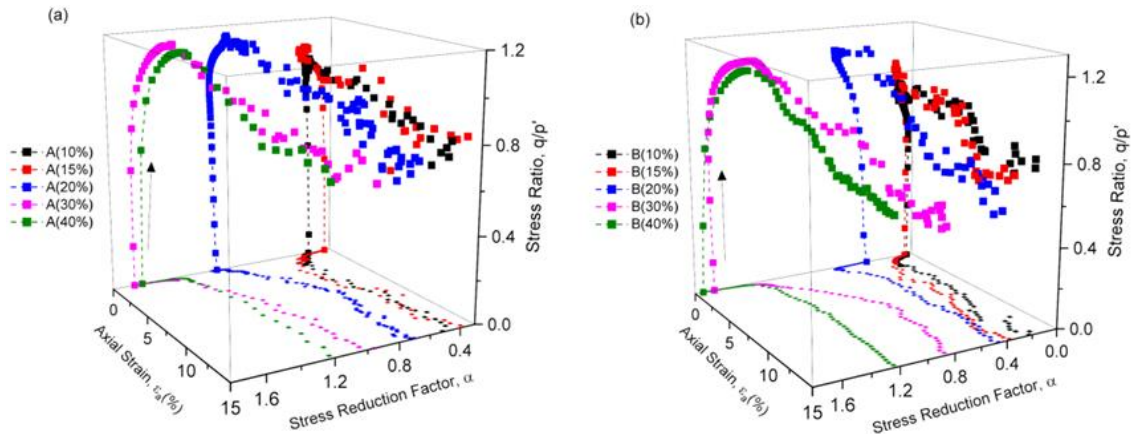 (a)
A(10%)
A(15%)
A(20%)
A(30%)
A(40%)
1.2
0.8
0.4
0.0
Stress Ratio, q/p'
0
5
10
15
Axial Strain, εa(%)
1.6
1.2
0.8
0.4
Stress Reduction Factor, α
(b)
B(10%)
B(15%)
B(20%)
B(30%)
B(40%)
1.2
0.8
0.4
0.0
Stress Ratio, q/p'
0
5
10
15
Axial Strain, εa(%)
1.6
1.2
0.8
0.4
0.0
Stress Reduction Factor, α